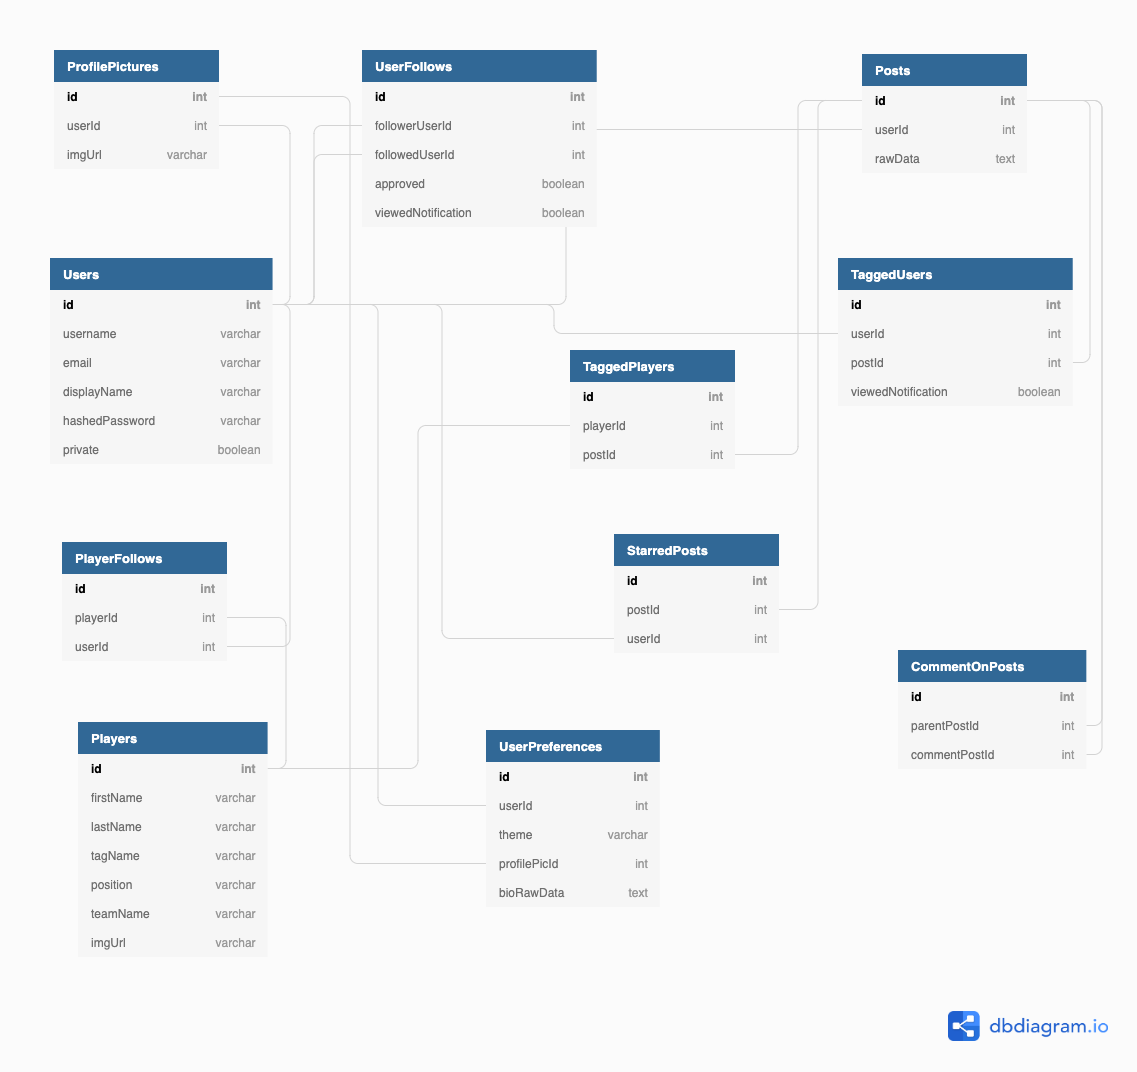 ProfilePictures
id int
userId int
imgUrl varchar
UserFollows
id int
followerUserId int
followedUserId int
approved boolean
viewedNotification boolean
Posts
id int
userId int
rawData text
Users
id int
username varchar
email varchar
displayName varchar
hashedPassword varchar
private boolean
TaggedUsers
id int
userId int
postId int
viewedNotification boolean
TaggedPlayers
id int
playerId int
postId int
PlayerFollows
id int
playerId int
userId int
StarredPosts
id int
postId int
userId int
CommentOnPosts
id int
parentPostId int
commentPostId int
Players
id int
firstName varchar
lastName varchar
tagName varchar
position varchar
teamName varchar
imgUrl varchar
UserPreferences
id int
userId int
theme varchar
profilePicId int
bioRawData text
dbdiagram.io